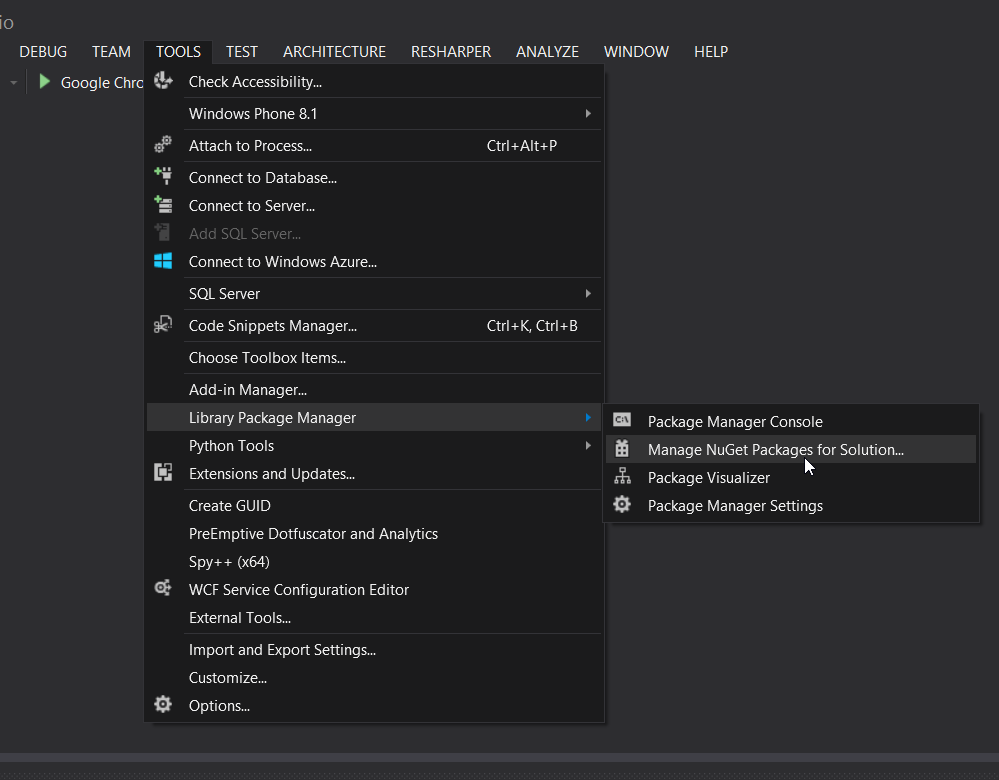 io
DEBUG TEAM TOOLS TEST ARCHITECTURE RESHARPER ANALYZE WINDOW HELP
Google Chro
Check Accessibility...
Windows Phone 8.1
Attach to Process... Ctrl+Alt+P
Connect to Database...
Connect to Server...
Add SQL Server...
Connect to Windows Azure...
SQL Server
Code Snippets Manager... Ctrl+K, Ctrl+B
Choose Toolbox Items...
Add-in Manager...
Library Package Manager
Python Tools
Extensions and Updates...
Create GUID
PreEmptive Dotfuscator and Analytics
Spy++ (x64)
WCF Service Configuration Editor
External Tools...
Import and Export Settings...
Customize...
Options...
C:\
Package Manager Console
Manage NuGet Packages for Solution...
Package Visualizer
Package Manager Settings